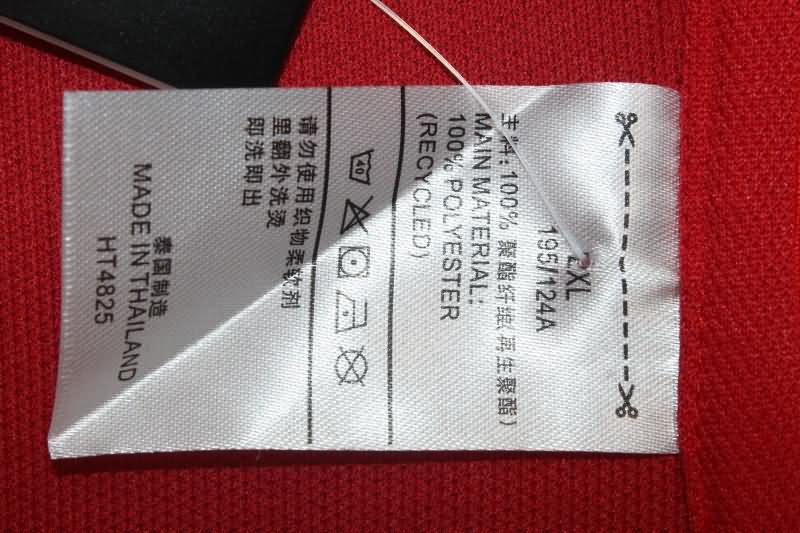 2XL
195/124A
主料: 100% 聚酯纤维(再生聚酯)
MAIN MATERIAL:
100% POLYESTER
(RECYCLED)
40
请勿使用织物柔软剂
里翻外洗烫
即洗即出
泰国制造
MADE IN THAILAND
HT4825